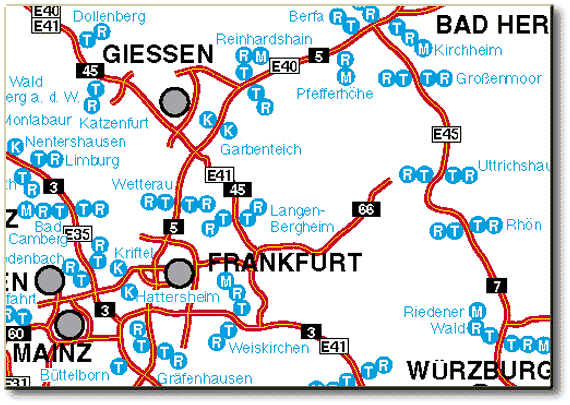 E40
E41
Dollenberg
Berfa R T
R T
BAD HER
T R
GIESSEN
Reinhardshain
R M
T R
M Kirchheim
45
E40
5
R T
T R Großenmoor
Wald
erg a. d. W.
T
R
R
M
Pfefferhöhe
T
R
Montabaur
Katzenfurt
K
K
K Nentershausen
Garbenteich
E45
T R Limburg
E41
R T
T R
Uttrichshau
3
Wetterau
45
R T
T R
T R
Langen-
Bergheim
66
M R T
T R
R T
Bad
Camberg
E35
5
R T
T R Rhön
denbach
Kriftel
R
T
K
FRANKFURT
EN
K
Hattersheim
M
R
T
7
fahrt
3
Riedener
Wald
M
R
T
60
R
T
3
E41
MAINZ
R
T
Weiskirchen
T R M
Büttelborn
T
R
Gräfenhausen
R T
T R
WÜRZBURG
E31